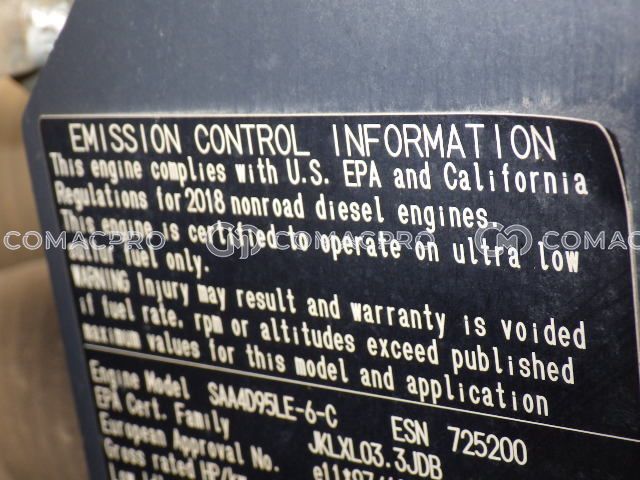 EMISSION CONTROL INFORMATION
This engine complies with U.S. EPA and California
Regulations for 2018 nonroad diesel engines.
This engine is certified to operate on ultra low
sulfur fuel only.
WARNING Injury may result and warranty is voided
if fuel rate, rpm or altitudes exceed published
maximum values for this model and application
Engine Model SAA4D95LE-6-C ESN 725200
EPA Cert. Family JKLXL03.3JDB
European Approval No.
Gross rated HP/kW
COMACPRO COMACPRO COMACPRO